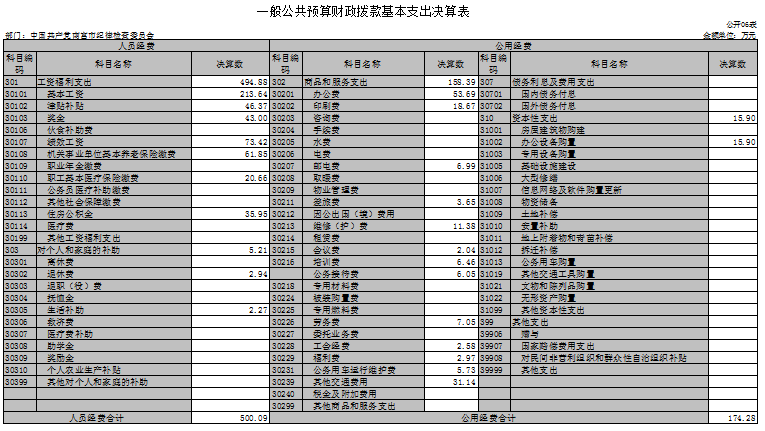 一般公共预算财政拨款基本支出决算表
公开06表
部门：中国共产党南宫市纪律检查委员会 金额单位：万元
人员经费 公用经费
科目编码 科目名称 决算数 科目编码 科目名称 决算数 科目编码 科目名称 决算数
301 工资福利支出 494.88 302 商品和服务支出 158.39 307 债务利息及费用支出
30101 基本工资 213.64 30201 办公费 53.69 30701 国内债务付息
30102 津贴补贴 46.37 30202 印刷费 18.67 30702 国外债务付息
30103 奖金 43.00 30203 咨询费 310 资本性支出 15.90
30106 伙食补助费 30204 手续费 31001 房屋建筑物购建
30107 绩效工资 73.42 30205 水费 31002 办公设备购置 15.90
30108 机关事业单位基本养老保险缴费 61.85 30206 电费 31003 专用设备购置
30109 职业年金缴费 30207 邮电费 6.99 31005 基础设施建设
30110 职工基本医疗保险缴费 20.66 30208 取暖费 31006 大型修缮
30111 公务员医疗补助缴费 30209 物业管理费 31007 信息网络及软件购置更新
30112 其他社会保障缴费 30211 差旅费 3.65 31008 物资储备
30113 住房公积金 35.95 30212 因公出国（境）费用 31009 土地补偿
30114 医疗费 30213 维修（护）费 11.38 31010 安置补助
30199 其他工资福利支出 30214 租赁费 31011 地上附着物和青苗补偿
303 对个人和家庭的补助 5.21 30215 会议费 2.04 31012 拆迁补偿
30301 离休费 30216 培训费 6.46 31013 公务用车购置
30302 退休费 2.94 公务接待费 6.05 31019 其他交通工具购置
30303 退职（役）费 30218 专用材料费 31021 文物和陈列品购置
30304 抚恤金 30224 被装购置费 31022 无形资产购置
30305 生活补助 2.27 30225 专用燃料费 31099 其他资本性支出
30306 救济费 30226 劳务费 7.05 399 其他支出
30307 医疗费补助 30227 委托业务费 39906 赠与
30308 助学金 30228 工会经费 2.58 39907 国家赔偿费用支出
30309 奖励金 30229 福利费 2.97 39908 对民间非营利组织和群众性自治组织补贴
30310 个人农业生产补贴 30231 公务用车运行维护费 5.73 39999 其他支出
30399 其他对个人和家庭的补助 30239 其他交通费用 31.14
30240 税金及附加费用
30299 其他商品和服务支出
人员经费合计 500.09 公用经费合计 174.28